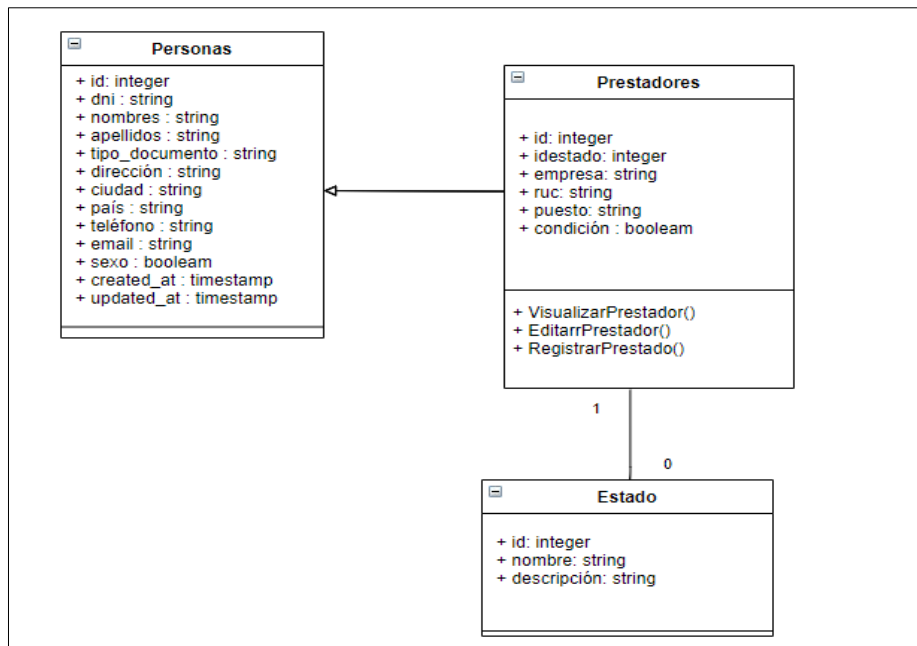 Personas
+ id: integer
+ dni : string
+ nombres : string
+ apellidos : string
+ tipo_documento : string
+ dirección : string
+ ciudad : string
+ país : string
+ teléfono : string
+ email : string
+ sexo : booleam
+ created_at : timestamp
+ updated_at : timestamp
Prestadores
+ id: integer
+ idestado: integer
+ empresa: string
+ ruc: string
+ puesto: string
+ condición : booleam
+ VisualizarPrestador()
+ EditarrPrestador()
+ RegistrarPrestado()
1
0
Estado
+ id: integer
+ nombre: string
+ descripción: string